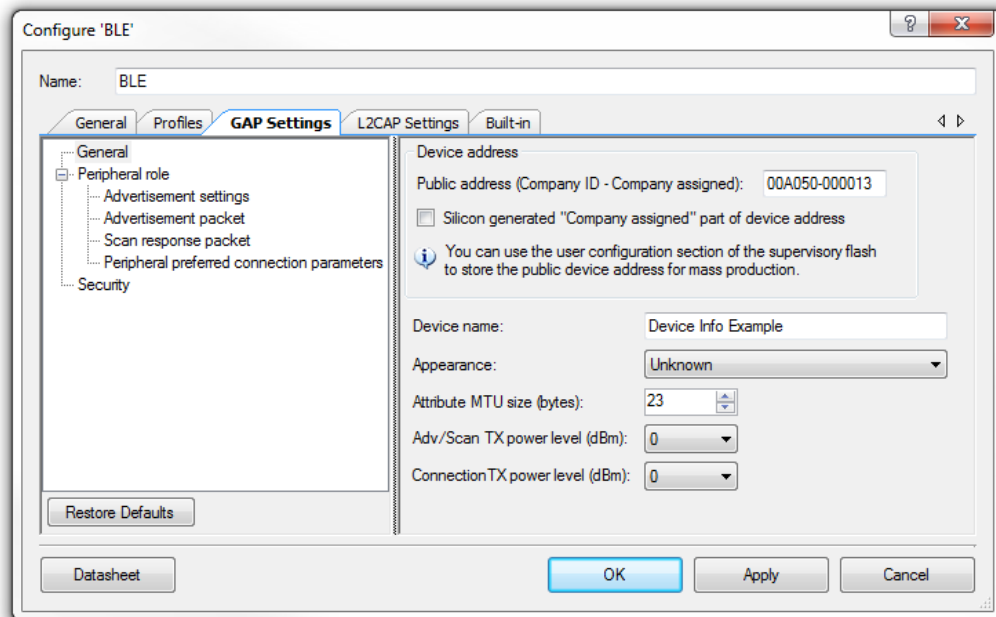 Configure 'BLE'
Name: BLE
General Profiles GAP Settings L2CAP Settings Built-in
General
Peripheral role
Advertisement settings
Advertisement packet
Scan response packet
Peripheral preferred connection parameters
Security
Restore Defaults
Device address
Public address (Company ID - Company assigned): 00A050-000013
Silicon generated "Company assigned" part of device address
You can use the user configuration section of the supervisory flash
to store the public device address for mass production.
Device name: Device Info Example
Appearance: Unknown
Attribute MTU size (bytes): 23
Adv/Scan TX power level (dBm): 0
ConnectionTX power level (dBm): 0
Datasheet OK Apply Cancel